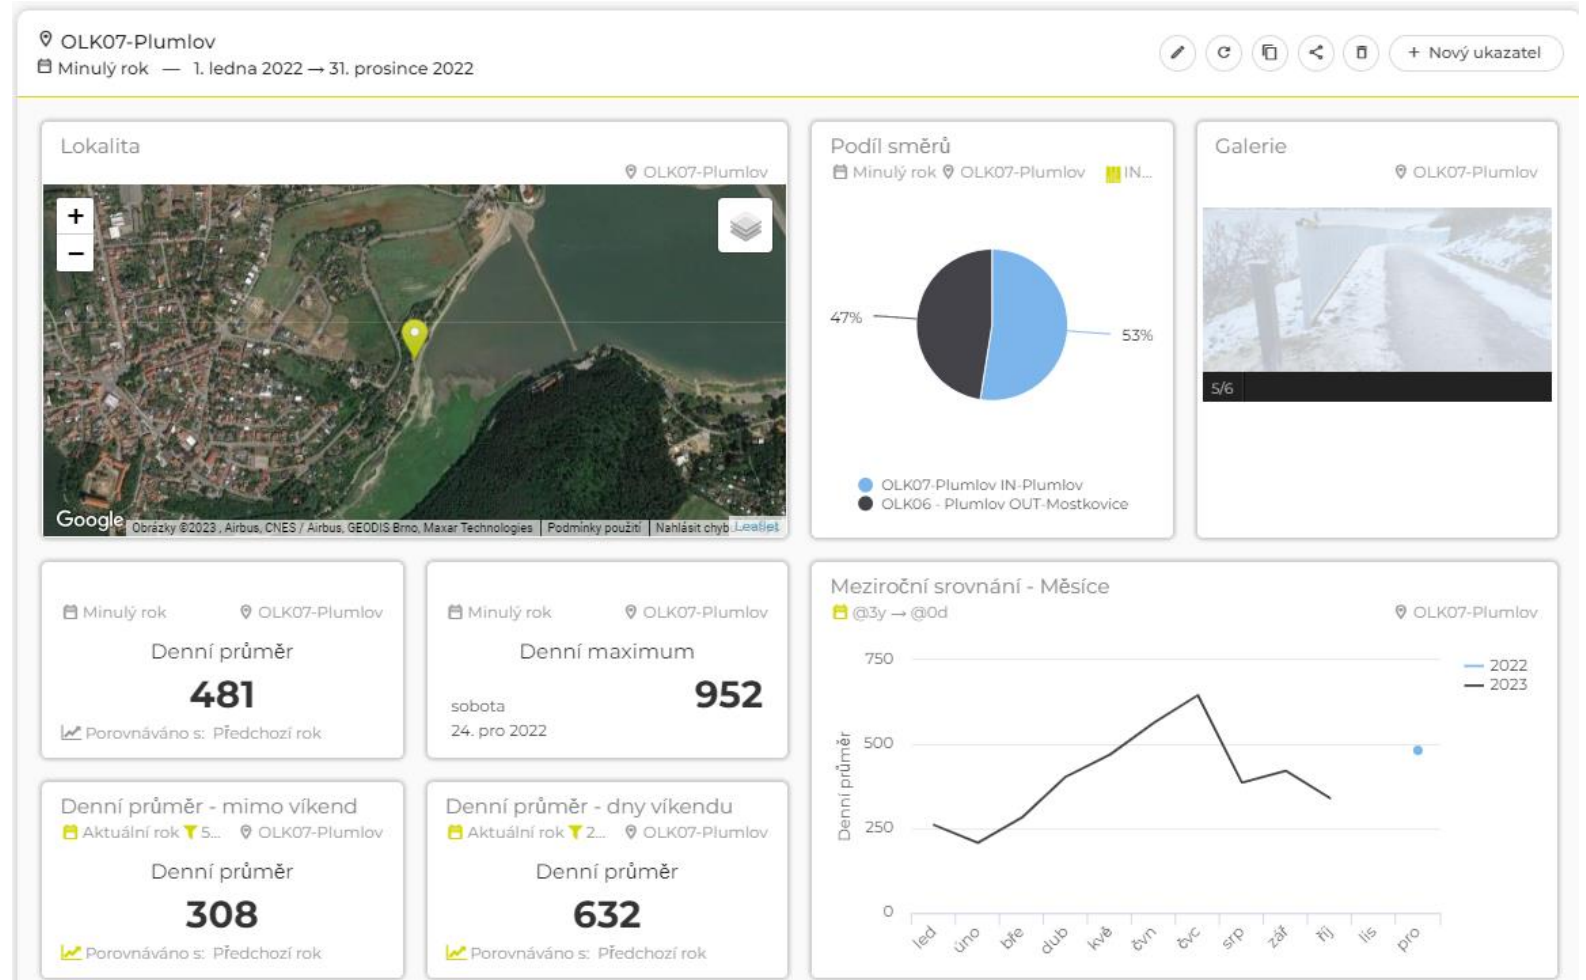 OLK07-Plumlov
Minulý rok — 1. ledna 2022 → 31. prosince 2022
+ Nový ukazatel
Lokalita
OLK07-Plumlov
+
−
Google
Obrázky ©2023 , Airbus, CNES / Airbus, GEODIS Brno, Maxar Technologies
Podmínky použití
Nahlásit chybu
Leaflet
Podíl směrů
Minulý rok OLK07-Plumlov IN...
47%
53%
OLK07-Plumlov IN-Plumlov
OLK06 - Plumlov OUT-Mostkovice
Galerie
OLK07-Plumlov
5/6
Minulý rok OLK07-Plumlov
Denní průměr
481
Porovnáváno s: Předchozí rok
Minulý rok OLK07-Plumlov
Denní maximum
952
sobota
24. pro 2022
Denní průměr - mimo víkend
Aktuální rok 5... OLK07-Plumlov
Denní průměr
308
Porovnáváno s: Předchozí rok
Denní průměr - dny víkendu
Aktuální rok 2... OLK07-Plumlov
Denní průměr
632
Porovnáváno s: Předchozí rok
Meziroční srovnání - Měsíce
@3y → @0d OLK07-Plumlov
750
500
250
0
Denní průměr
2022
2023
led úno bře dub kvě čvn čvc srp zář říj lis pro